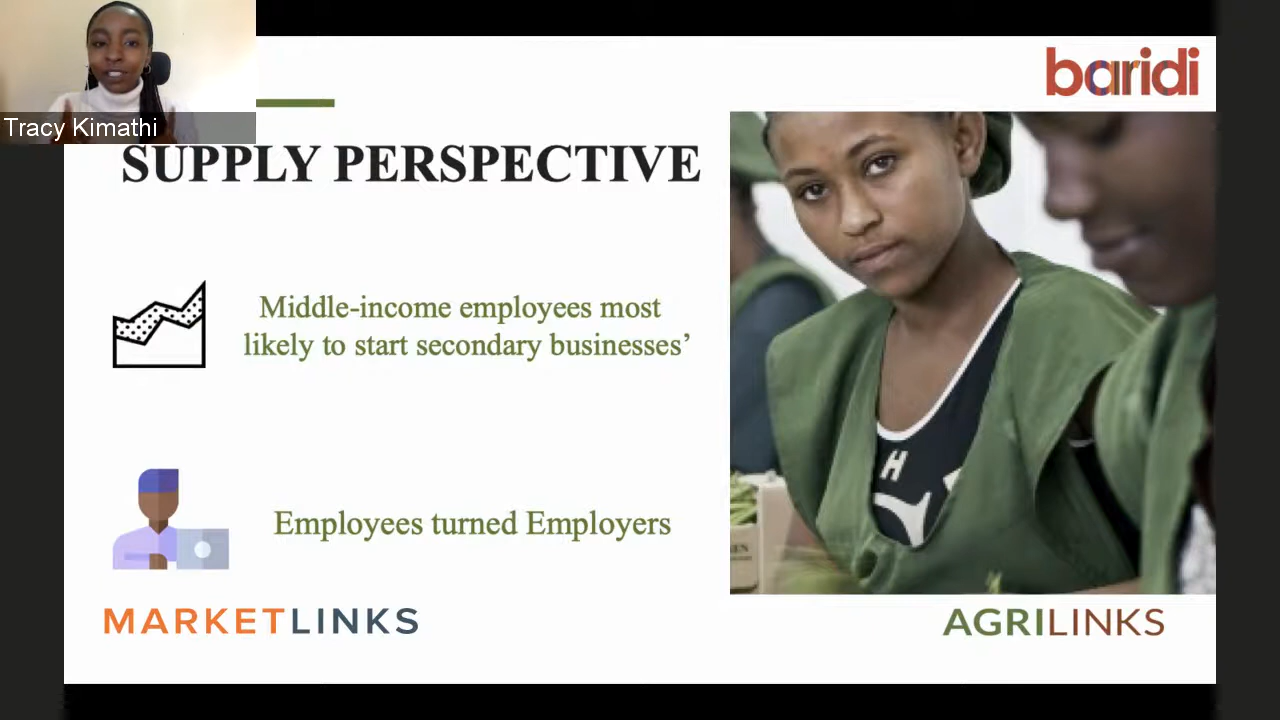 Tracy Kimathi
baridi
SUPPLY PERSPECTIVE
Middle-income employees most
likely to start secondary businesses’
Employees turned Employers
H
MARKETLINKS
AGRILINKS